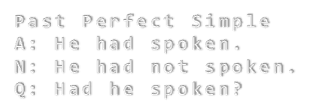 Past Perfect Simple
A: He had spoken.
N: He had not spoken.
Q: Had he spoken?